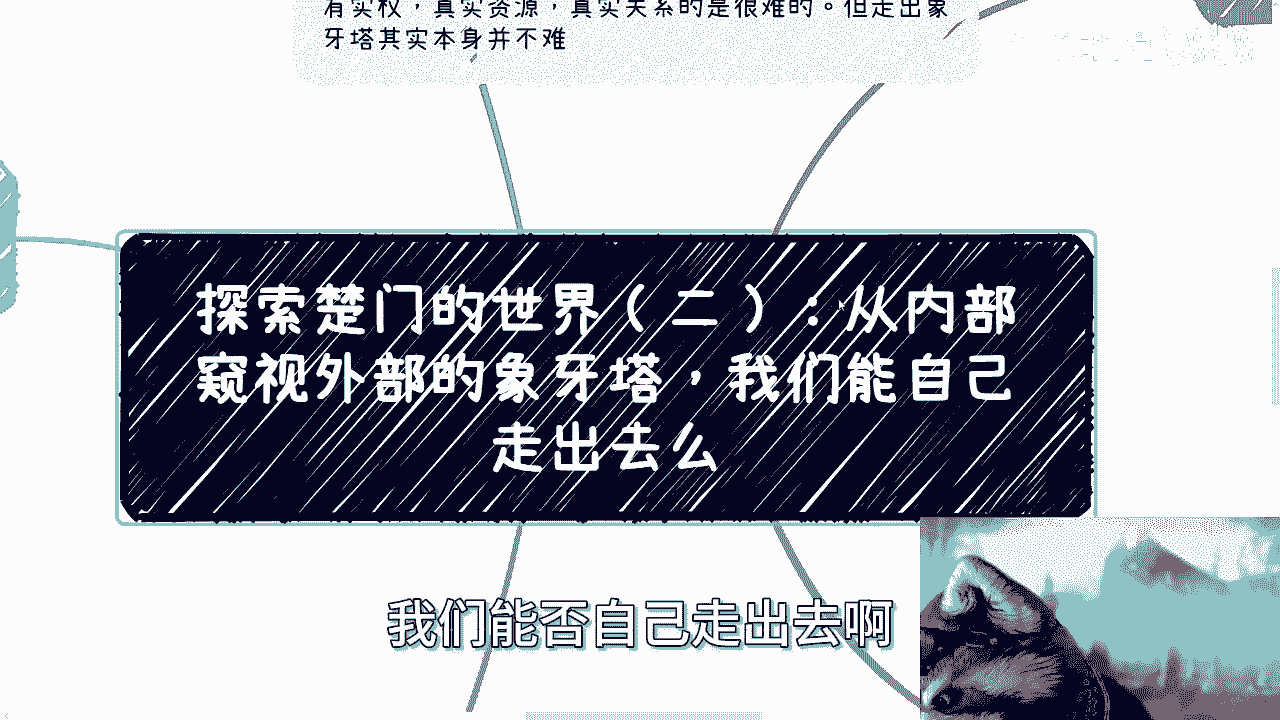 有实权，真实资源，真实关系的是很难的。但走出象
牙塔其实本身并不难
探索楚门的世界（二）：从内部
窥视外部的象牙塔，我们能自己
走出去么
我们能否自己走出去啊